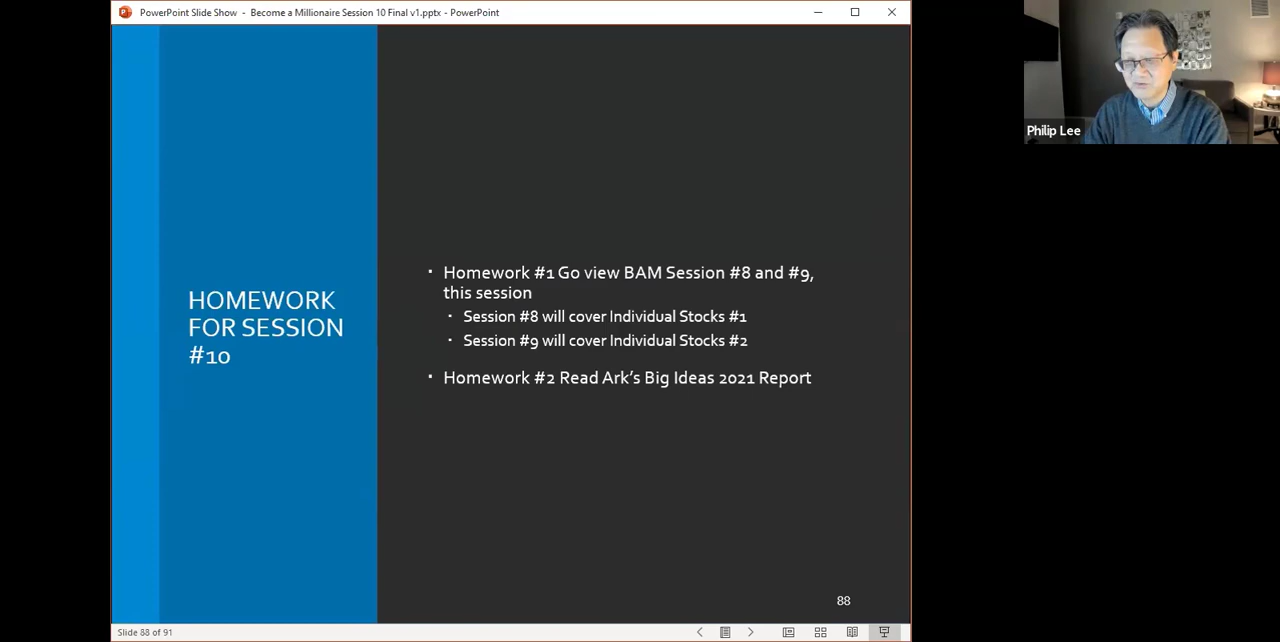 PowerPoint Slide Show - Become a Millionaire Session 10 Final v1.pptx - PowerPoint
HOMEWORK
FOR SESSION
#10
▪ Homework #1 Go view BAM Session #8 and #9,
this session
▪ Session #8 will cover Individual Stocks #1
▪ Session #9 will cover Individual Stocks #2
▪ Homework #2 Read Ark’s Big Ideas 2021 Report
88
Slide 88 of 91
Philip Lee